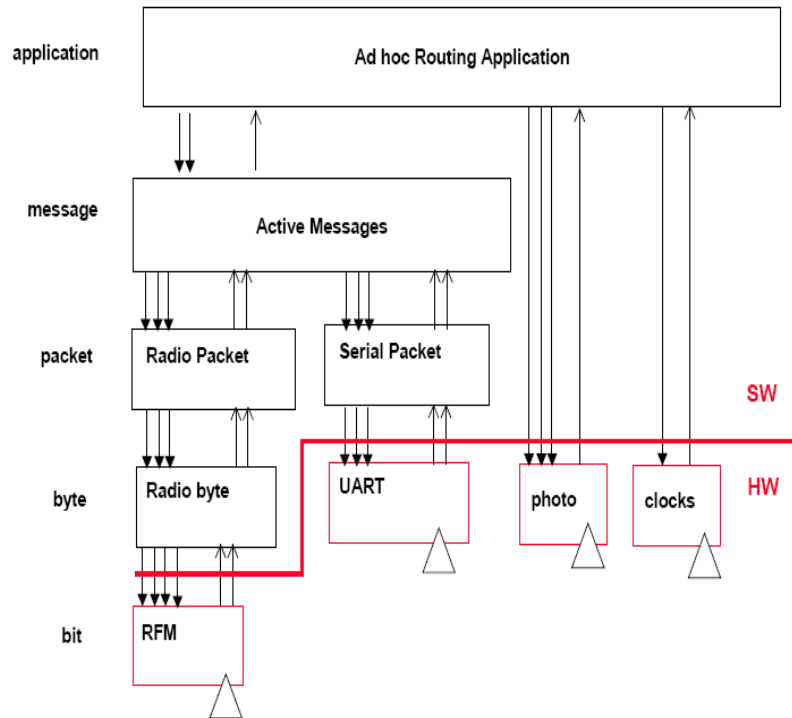 application
Ad hoc Routing Application
message
Active Messages
packet
Radio Packet
Serial Packet
SW
byte
Radio byte
UART
photo
clocks
HW
bit
RFM